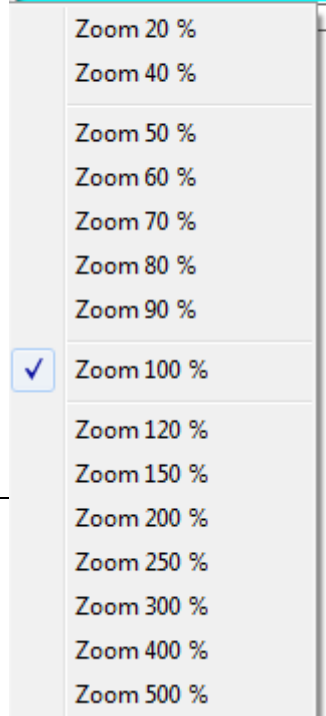 Zoom 20 %
Zoom 40 %
Zoom 50 %
Zoom 60 %
Zoom 70 %
Zoom 80 %
Zoom 90 %
Zoom 100 %
Zoom 120 %
Zoom 150 %
Zoom 200 %
Zoom 250 %
Zoom 300 %
Zoom 400 %
Zoom 500 %